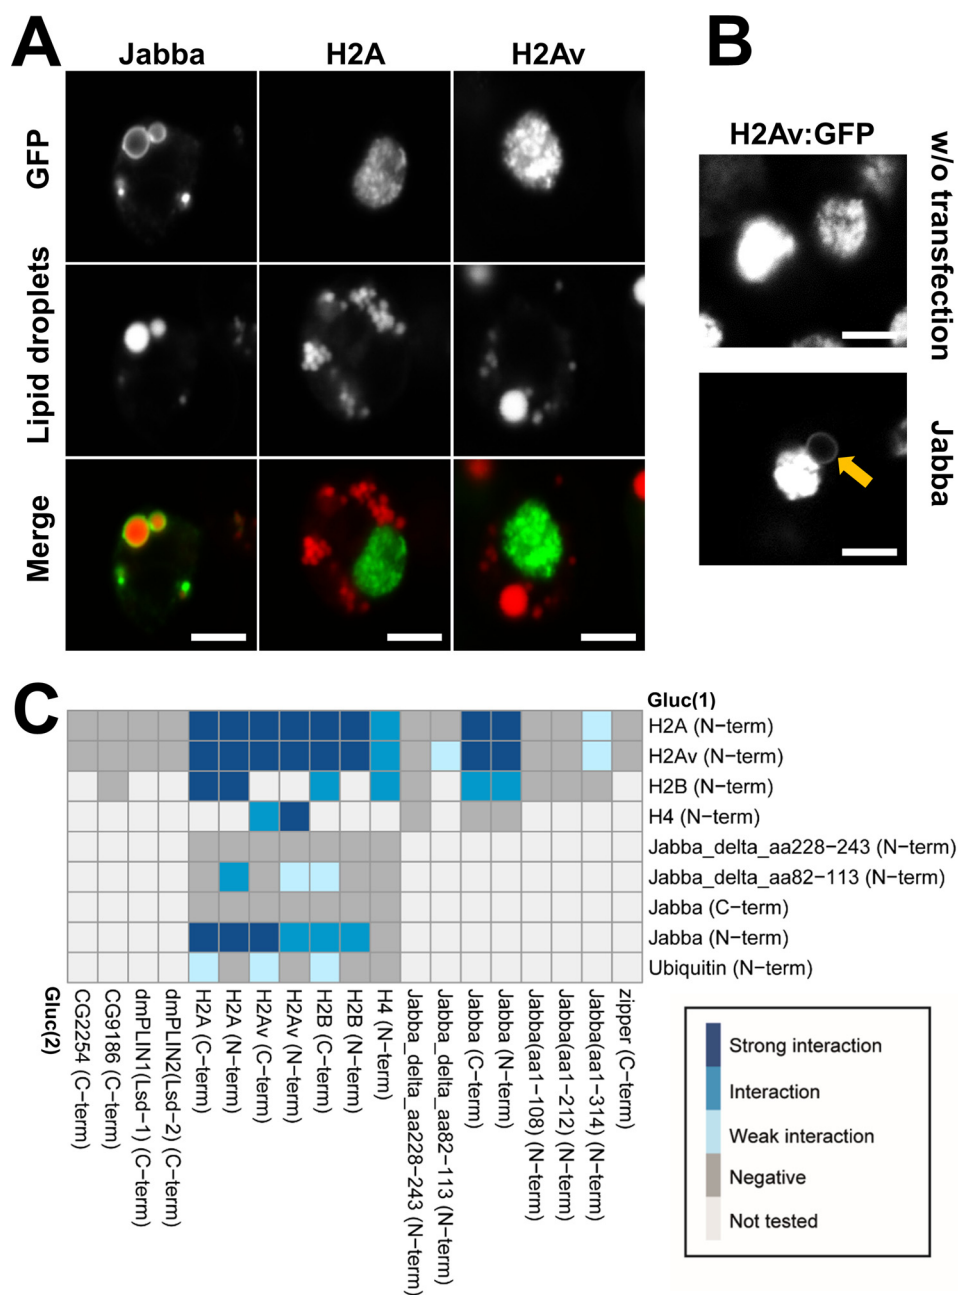 A
Jabba
H2A
H2Av
GFP
Lipid droplets
Merge
B
H2Av:GFP
w/o transfection
Jabba
C
Gluc(1)
H2A (N−term)
H2Av (N−term)
H2B (N−term)
H4 (N−term)
Jabba_delta_aa228−243 (N−term)
Jabba_delta_aa82−113 (N−term)
Jabba (C−term)
Jabba (N−term)
Ubiquitin (N−term)
Gluc(2)
CG2254 (C−term)
CG9186 (C−term)
dmPLIN1(Lsd−1) (C−term)
dmPLIN2(Lsd−2) (C−term)
H2A (C−term)
H2A (N−term)
H2Av (C−term)
H2Av (N−term)
H2B (C−term)
H2B (N−term)
H4 (N−term)
Jabba_delta_aa228−243 (N−term)
Jabba_delta_aa82−113 (N−term)
Jabba (C−term)
Jabba (N−term)
Jabba(aa1−108) (N−term)
Jabba(aa1−212) (N−term)
Jabba(aa1−314) (N−term)
zipper (C−term)
Strong interaction
Interaction
Weak interaction
Negative
Not tested